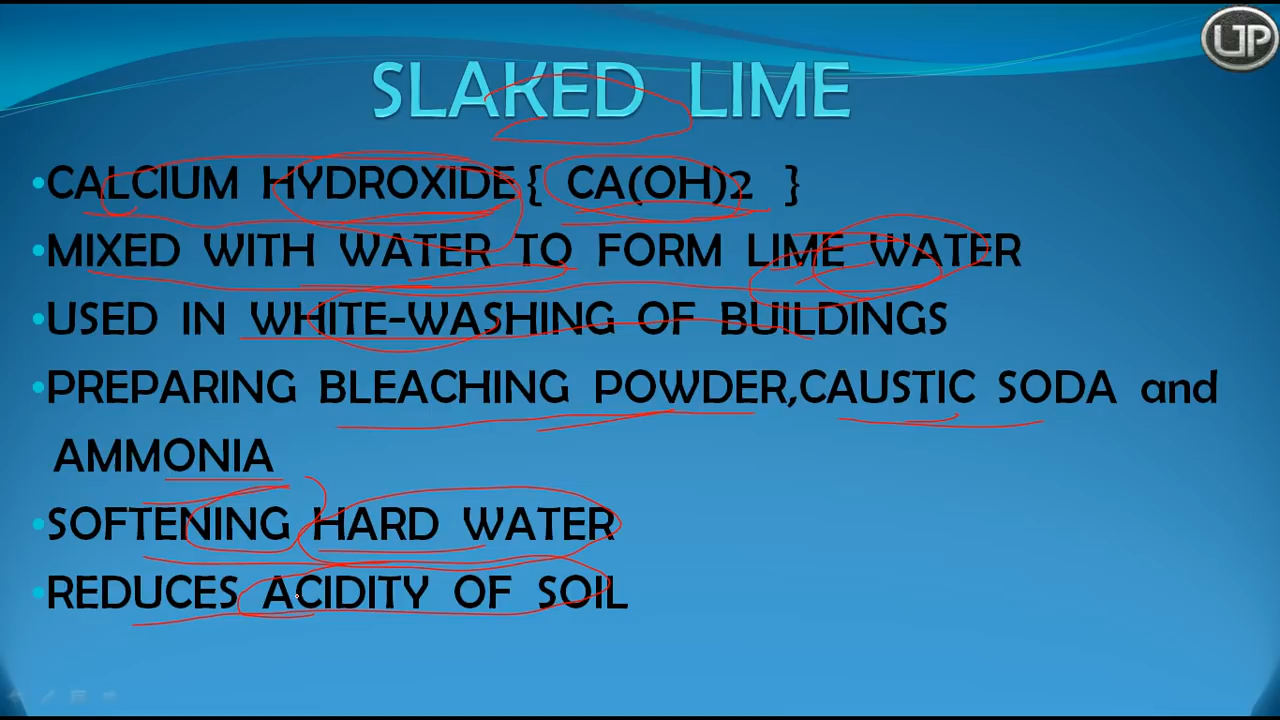 UP
SLAKED LIME
•CALCIUM HYDROXIDE{ CA(OH)2 }
•MIXED WITH WATER TO FORM LIME WATER
•USED IN WHITE-WASHING OF BUILDINGS
•PREPARING BLEACHING POWDER,CAUSTIC SODA and
AMMONIA
•SOFTENING HARD WATER
•REDUCES ACIDITY OF SOIL